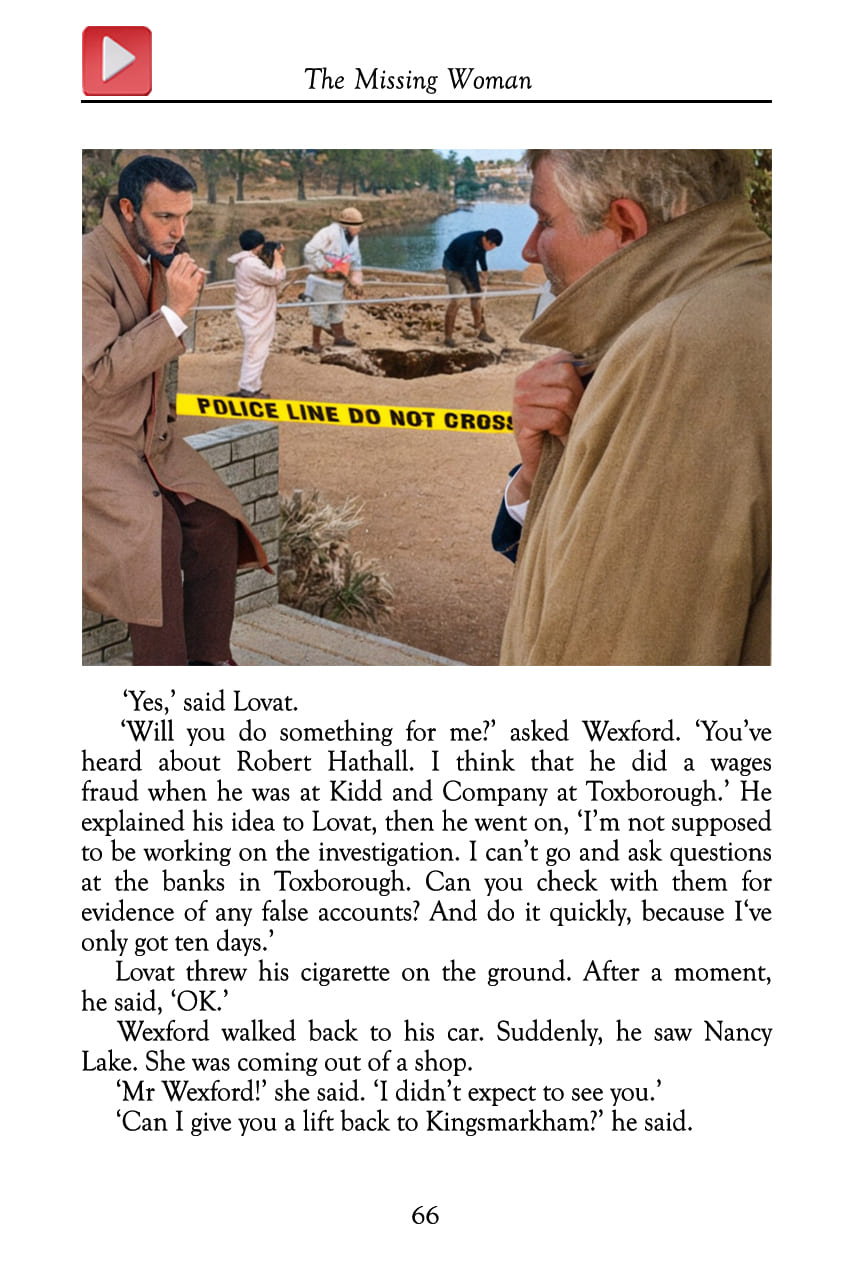 The Missing Woman
POLICE LINE DO NOT CROSS
‘Yes,’ said Lovat.
‘Will you do something for me?’ asked Wexford. ‘You’ve
heard about Robert Hathall. I think that he did a wages
fraud when he was at Kidd and Company at Toxborough.’ He
explained his idea to Lovat, then he went on, ‘I’m not supposed
to be working on the investigation. I can’t go and ask questions
at the banks in Toxborough. Can you check with them for
evidence of any false accounts? And do it quickly, because I‘ve
only got ten days.’
Lovat threw his cigarette on the ground. After a moment,
he said, ‘OK.’
Wexford walked back to his car. Suddenly, he saw Nancy
Lake. She was coming out of a shop.
‘Mr Wexford!’ she said. ‘I didn’t expect to see you.’
‘Can I give you a lift back to Kingsmarkham?’ he said.
66